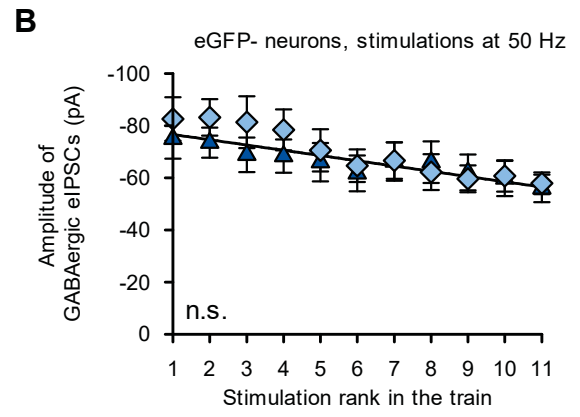 B
eGFP- neurons, stimulations at 50 Hz
Amplitude of
GABAergic eIPSCs (pA)
-100
-80
-60
-40
-20
0
n.s.
1 2 3 4 5 6 7 8 9 10 11
Stimulation rank in the train